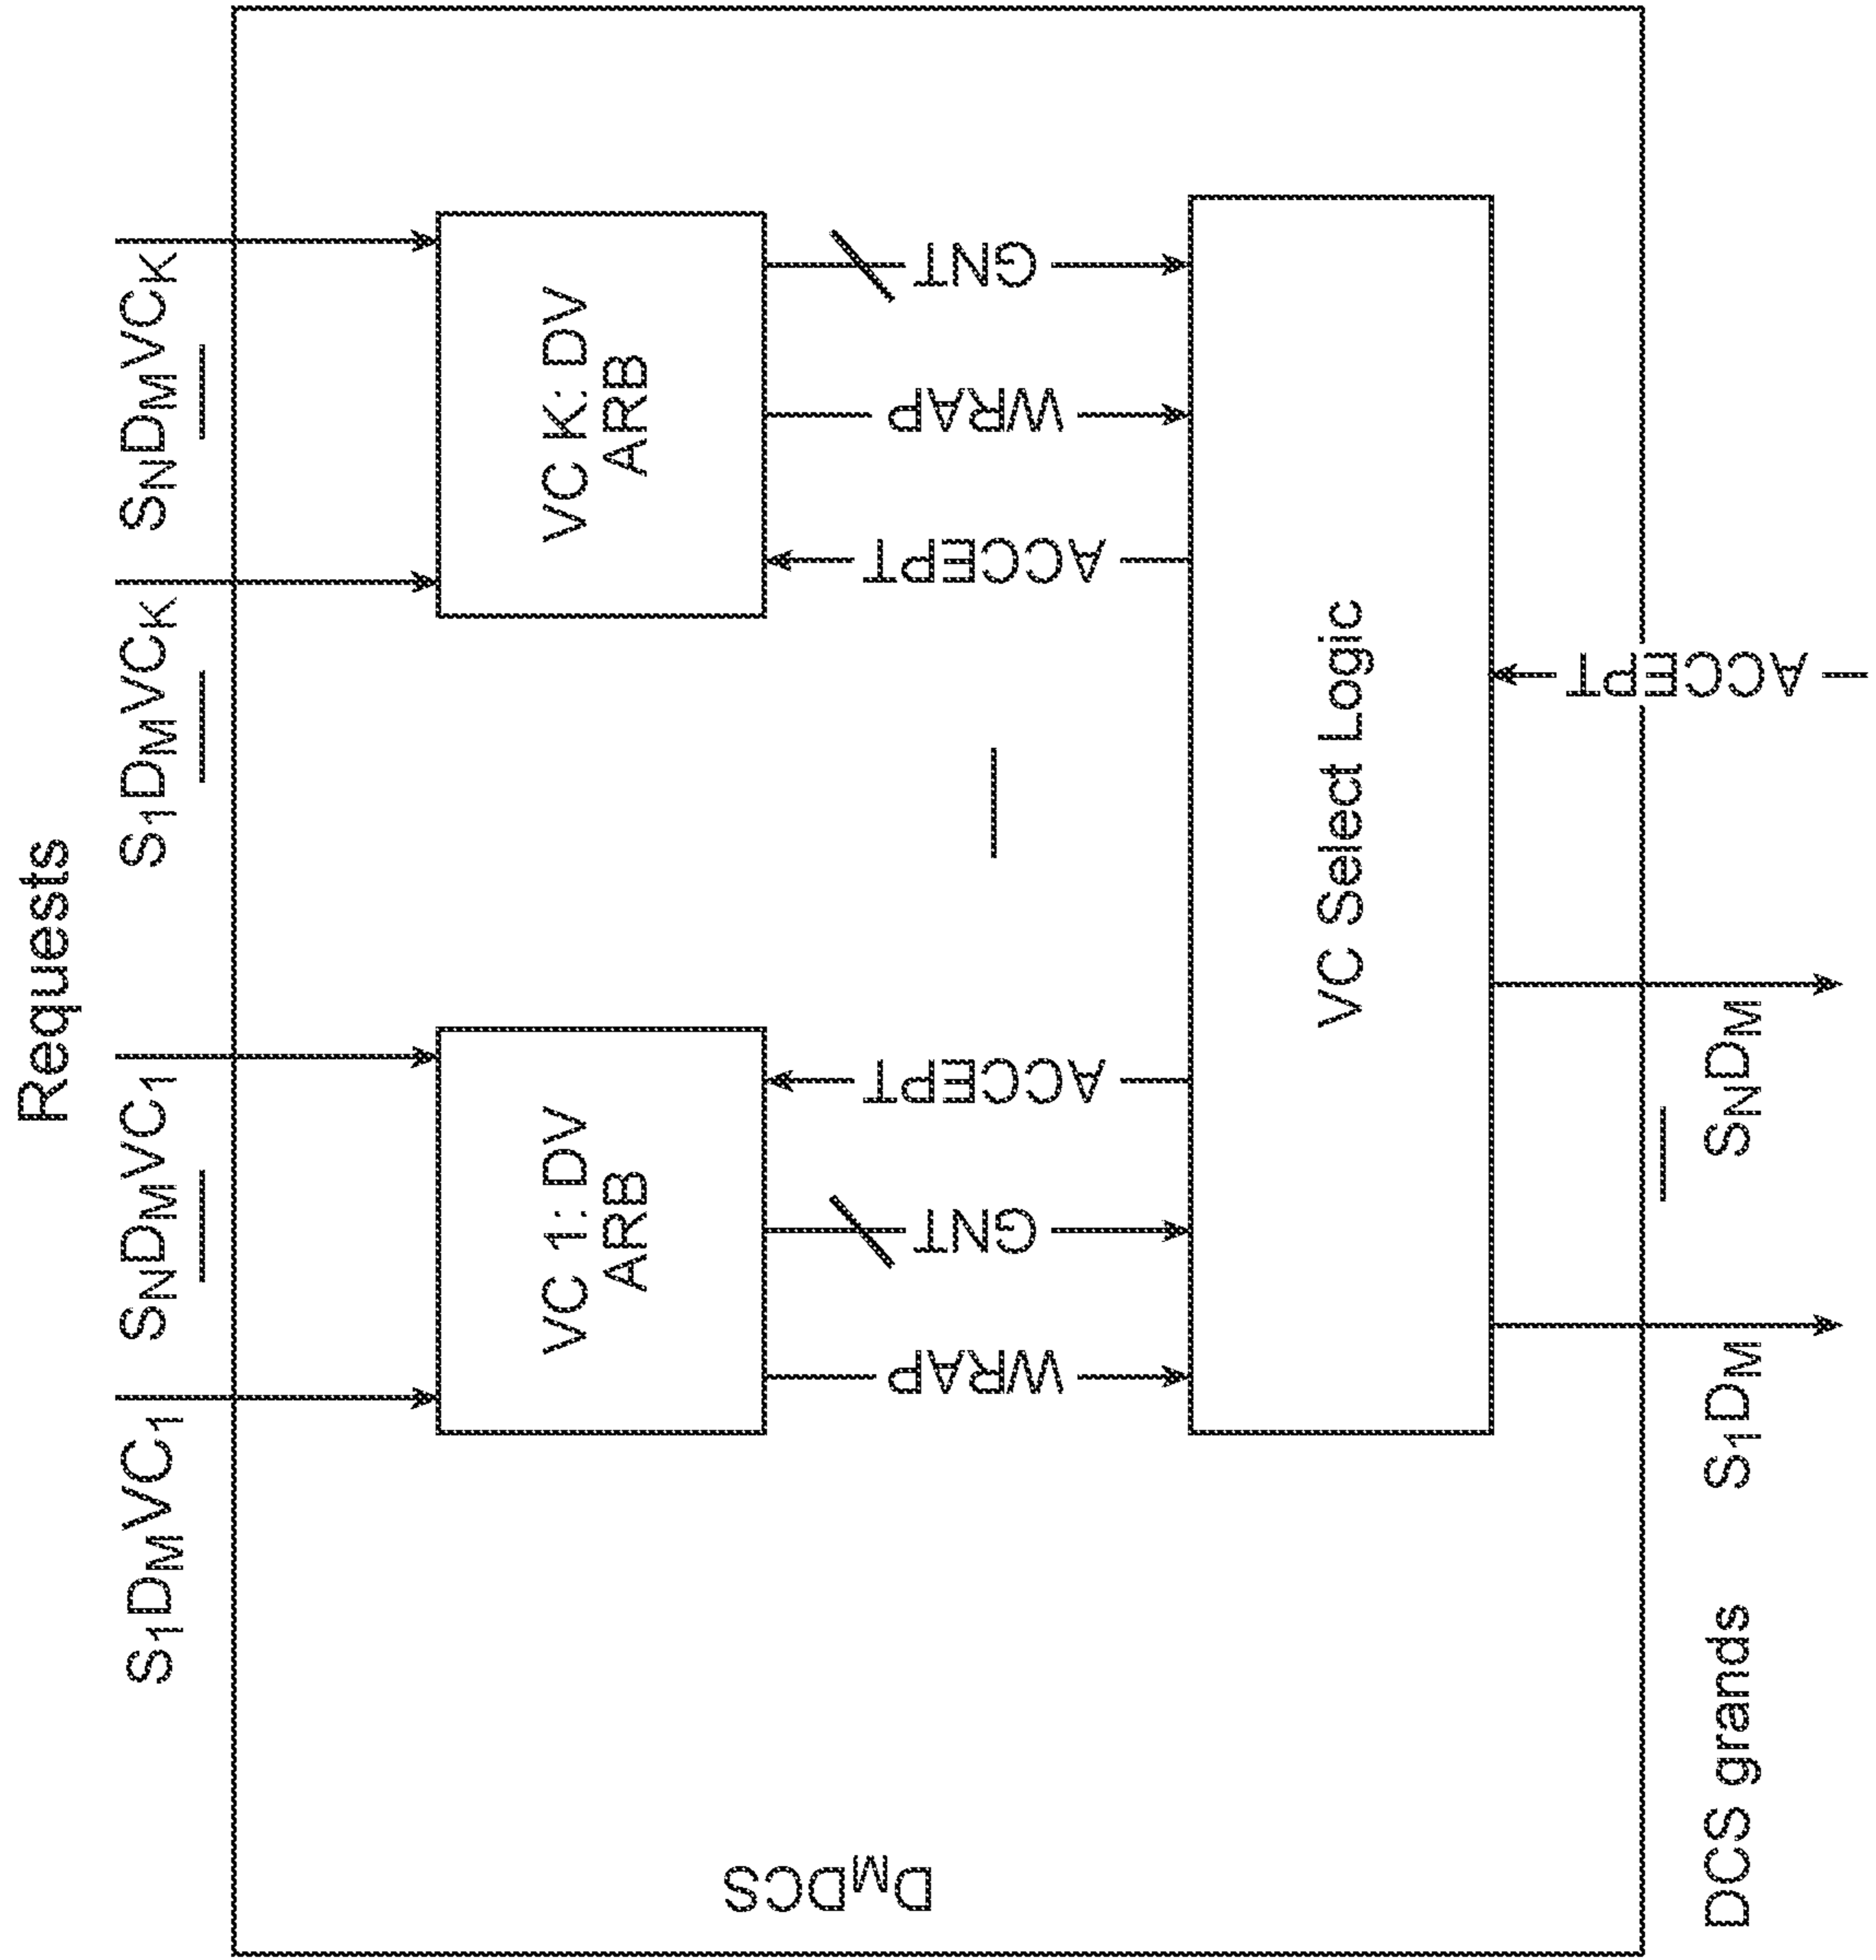 Requests
S1DMVC1
SNDMVC1
S1DMVCK
SNDMVCK
VC 1: DV
ARB
VC K: DV
ARB
DMDCS
WRAP
GNT
ACCEPT
ACCEPT
WRAP
GNT
VC Select Logic
ACCEPT
DCS grands
S1DM
SNDM